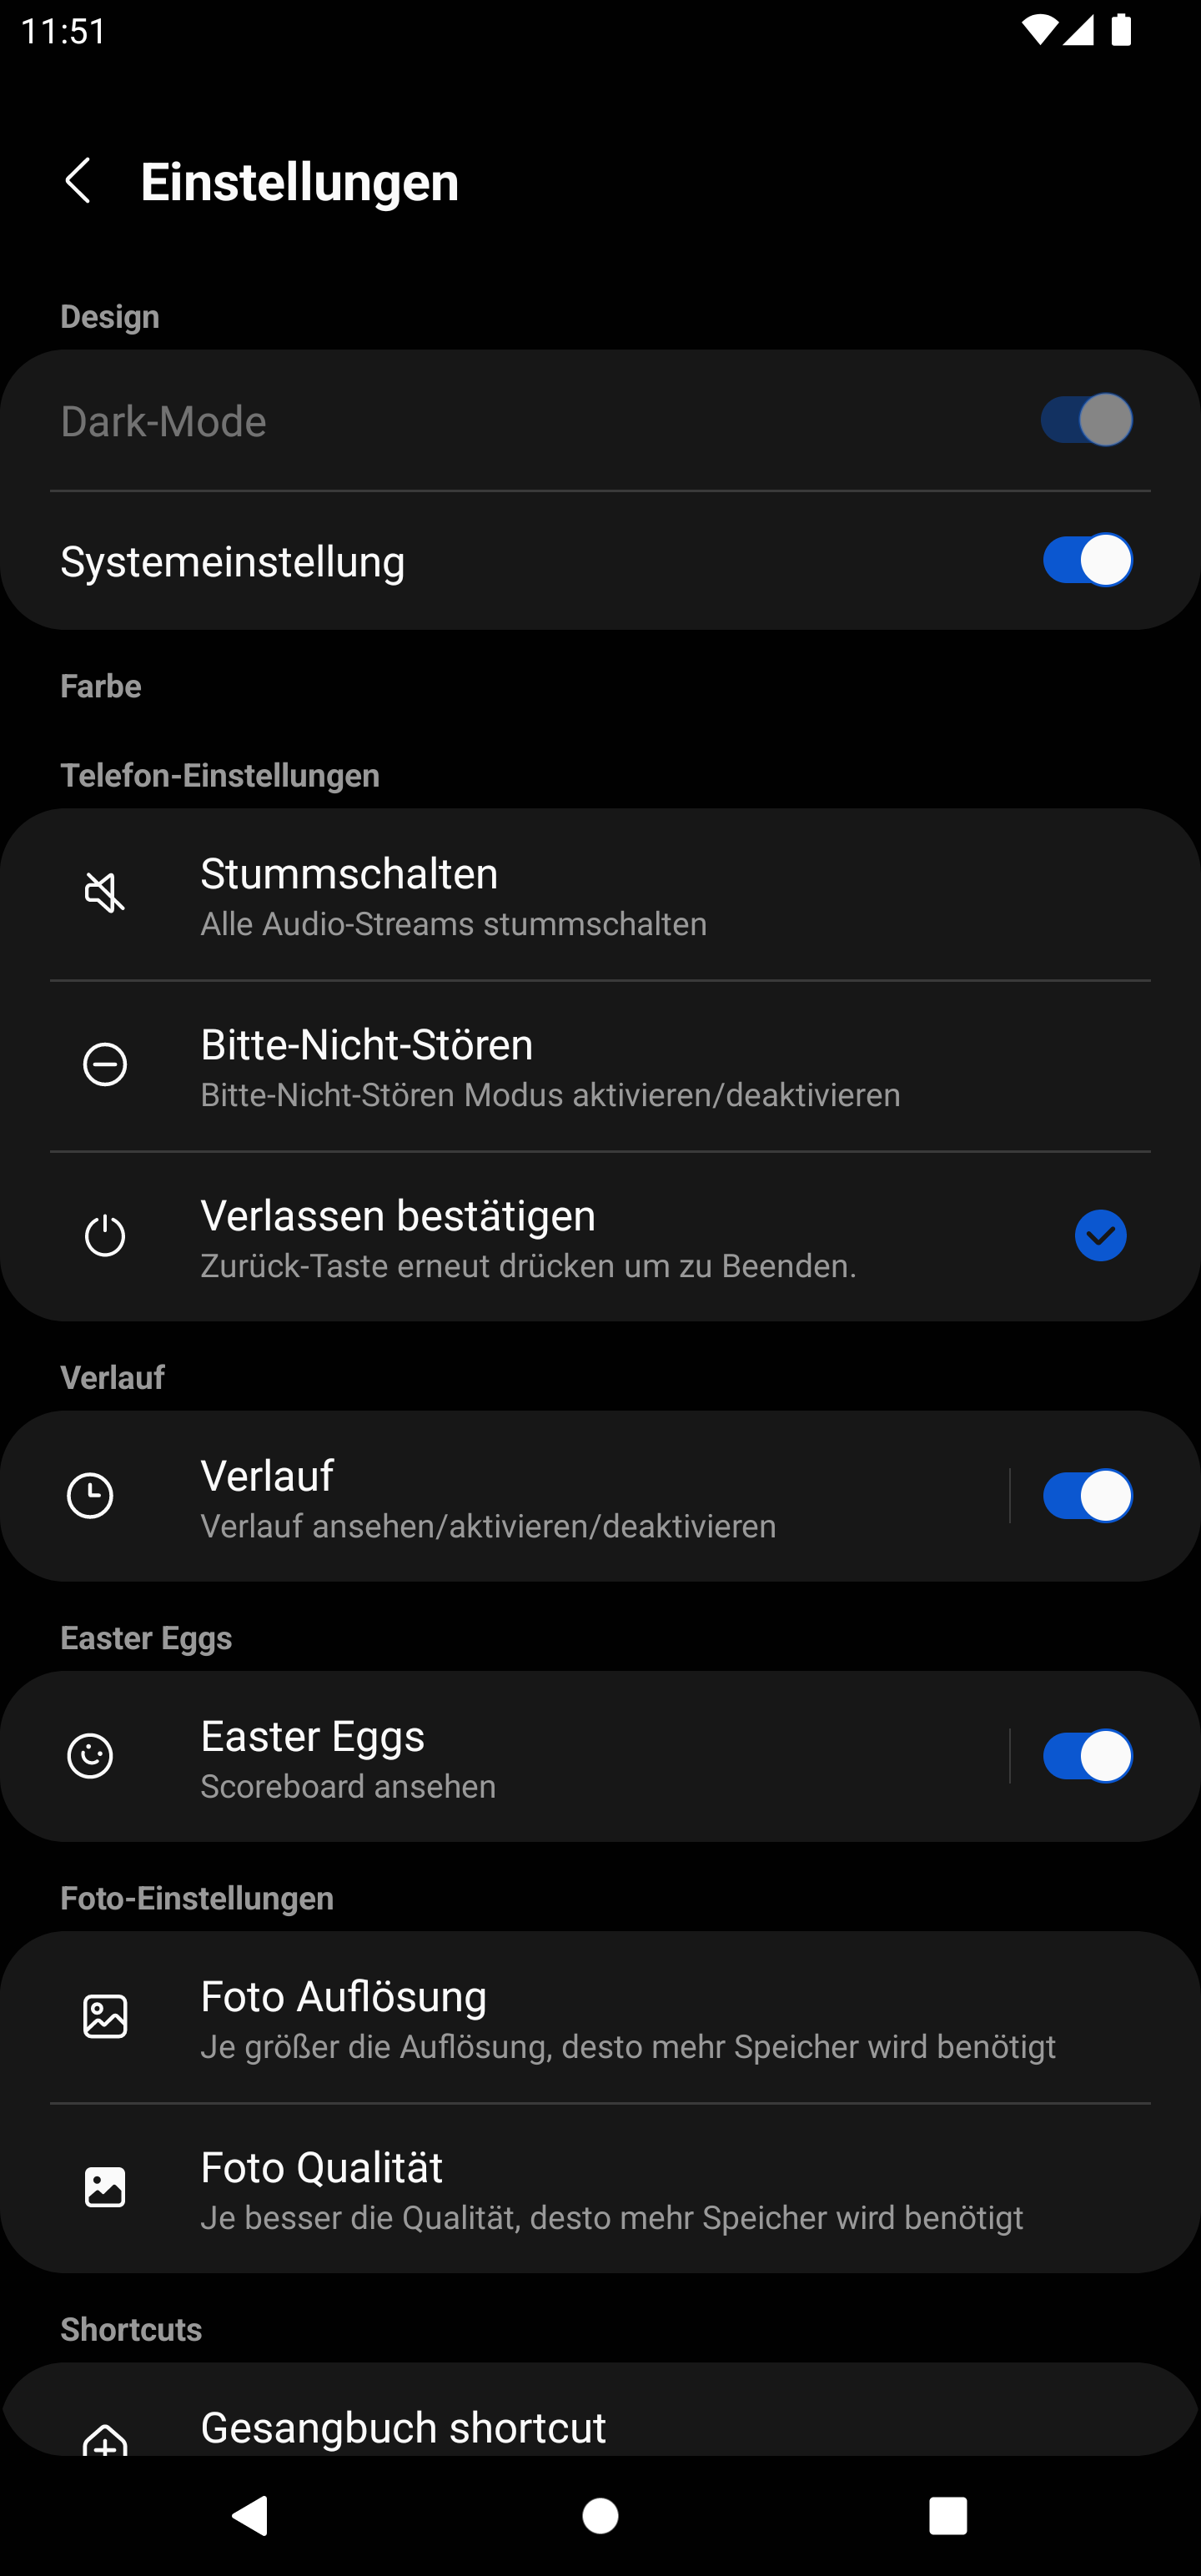 11:51
Einstellungen
Design
Dark-Mode
Systemeinstellung
Farbe
Telefon-Einstellungen
Stummschalten
Alle Audio-Streams stummschalten
Bitte-Nicht-Stören
Bitte-Nicht-Stören Modus aktivieren/deaktivieren
Verlassen bestätigen
Zurück-Taste erneut drücken um zu Beenden.
Verlauf
Verlauf
Verlauf ansehen/aktivieren/deaktivieren
Easter Eggs
Easter Eggs
Scoreboard ansehen
Foto-Einstellungen
Foto Auflösung
Je größer die Auflösung, desto mehr Speicher wird benötigt
Foto Qualität
Je besser die Qualität, desto mehr Speicher wird benötigt
Shortcuts
Gesangbuch shortcut